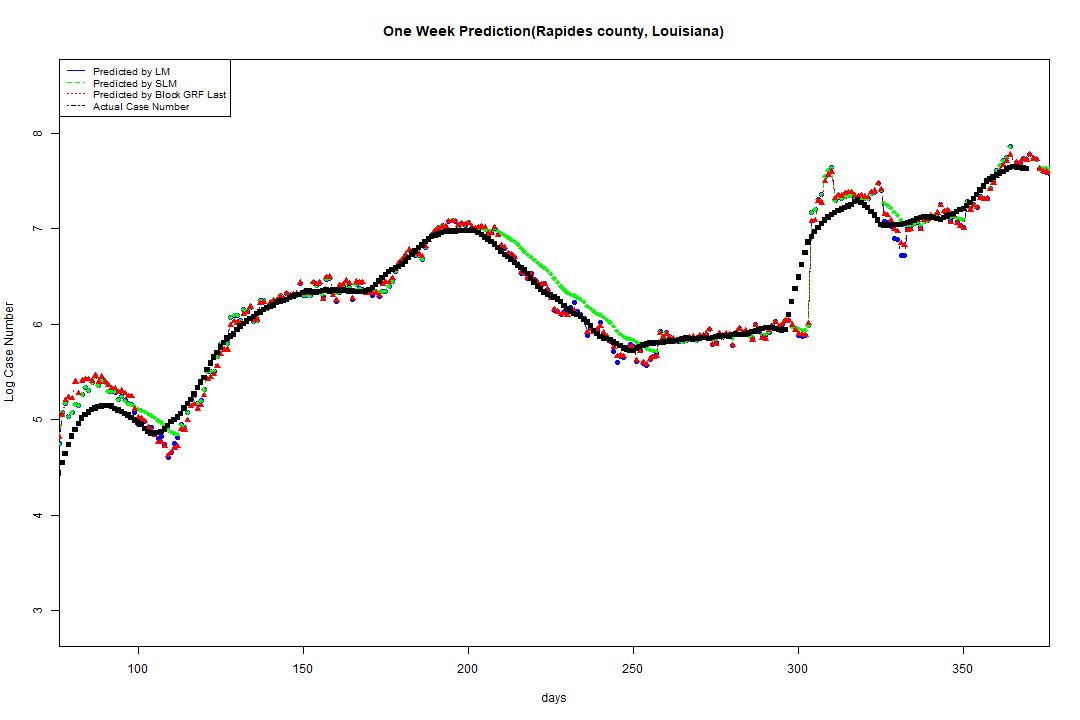 One Week Prediction(Rapides county, Louisiana)
Predicted by LM
Predicted by SLM
Predicted by Block GRF Last
Actual Case Number
8
7
6
5
4
3
Log Case Number
100 150 200 250 300 350
days